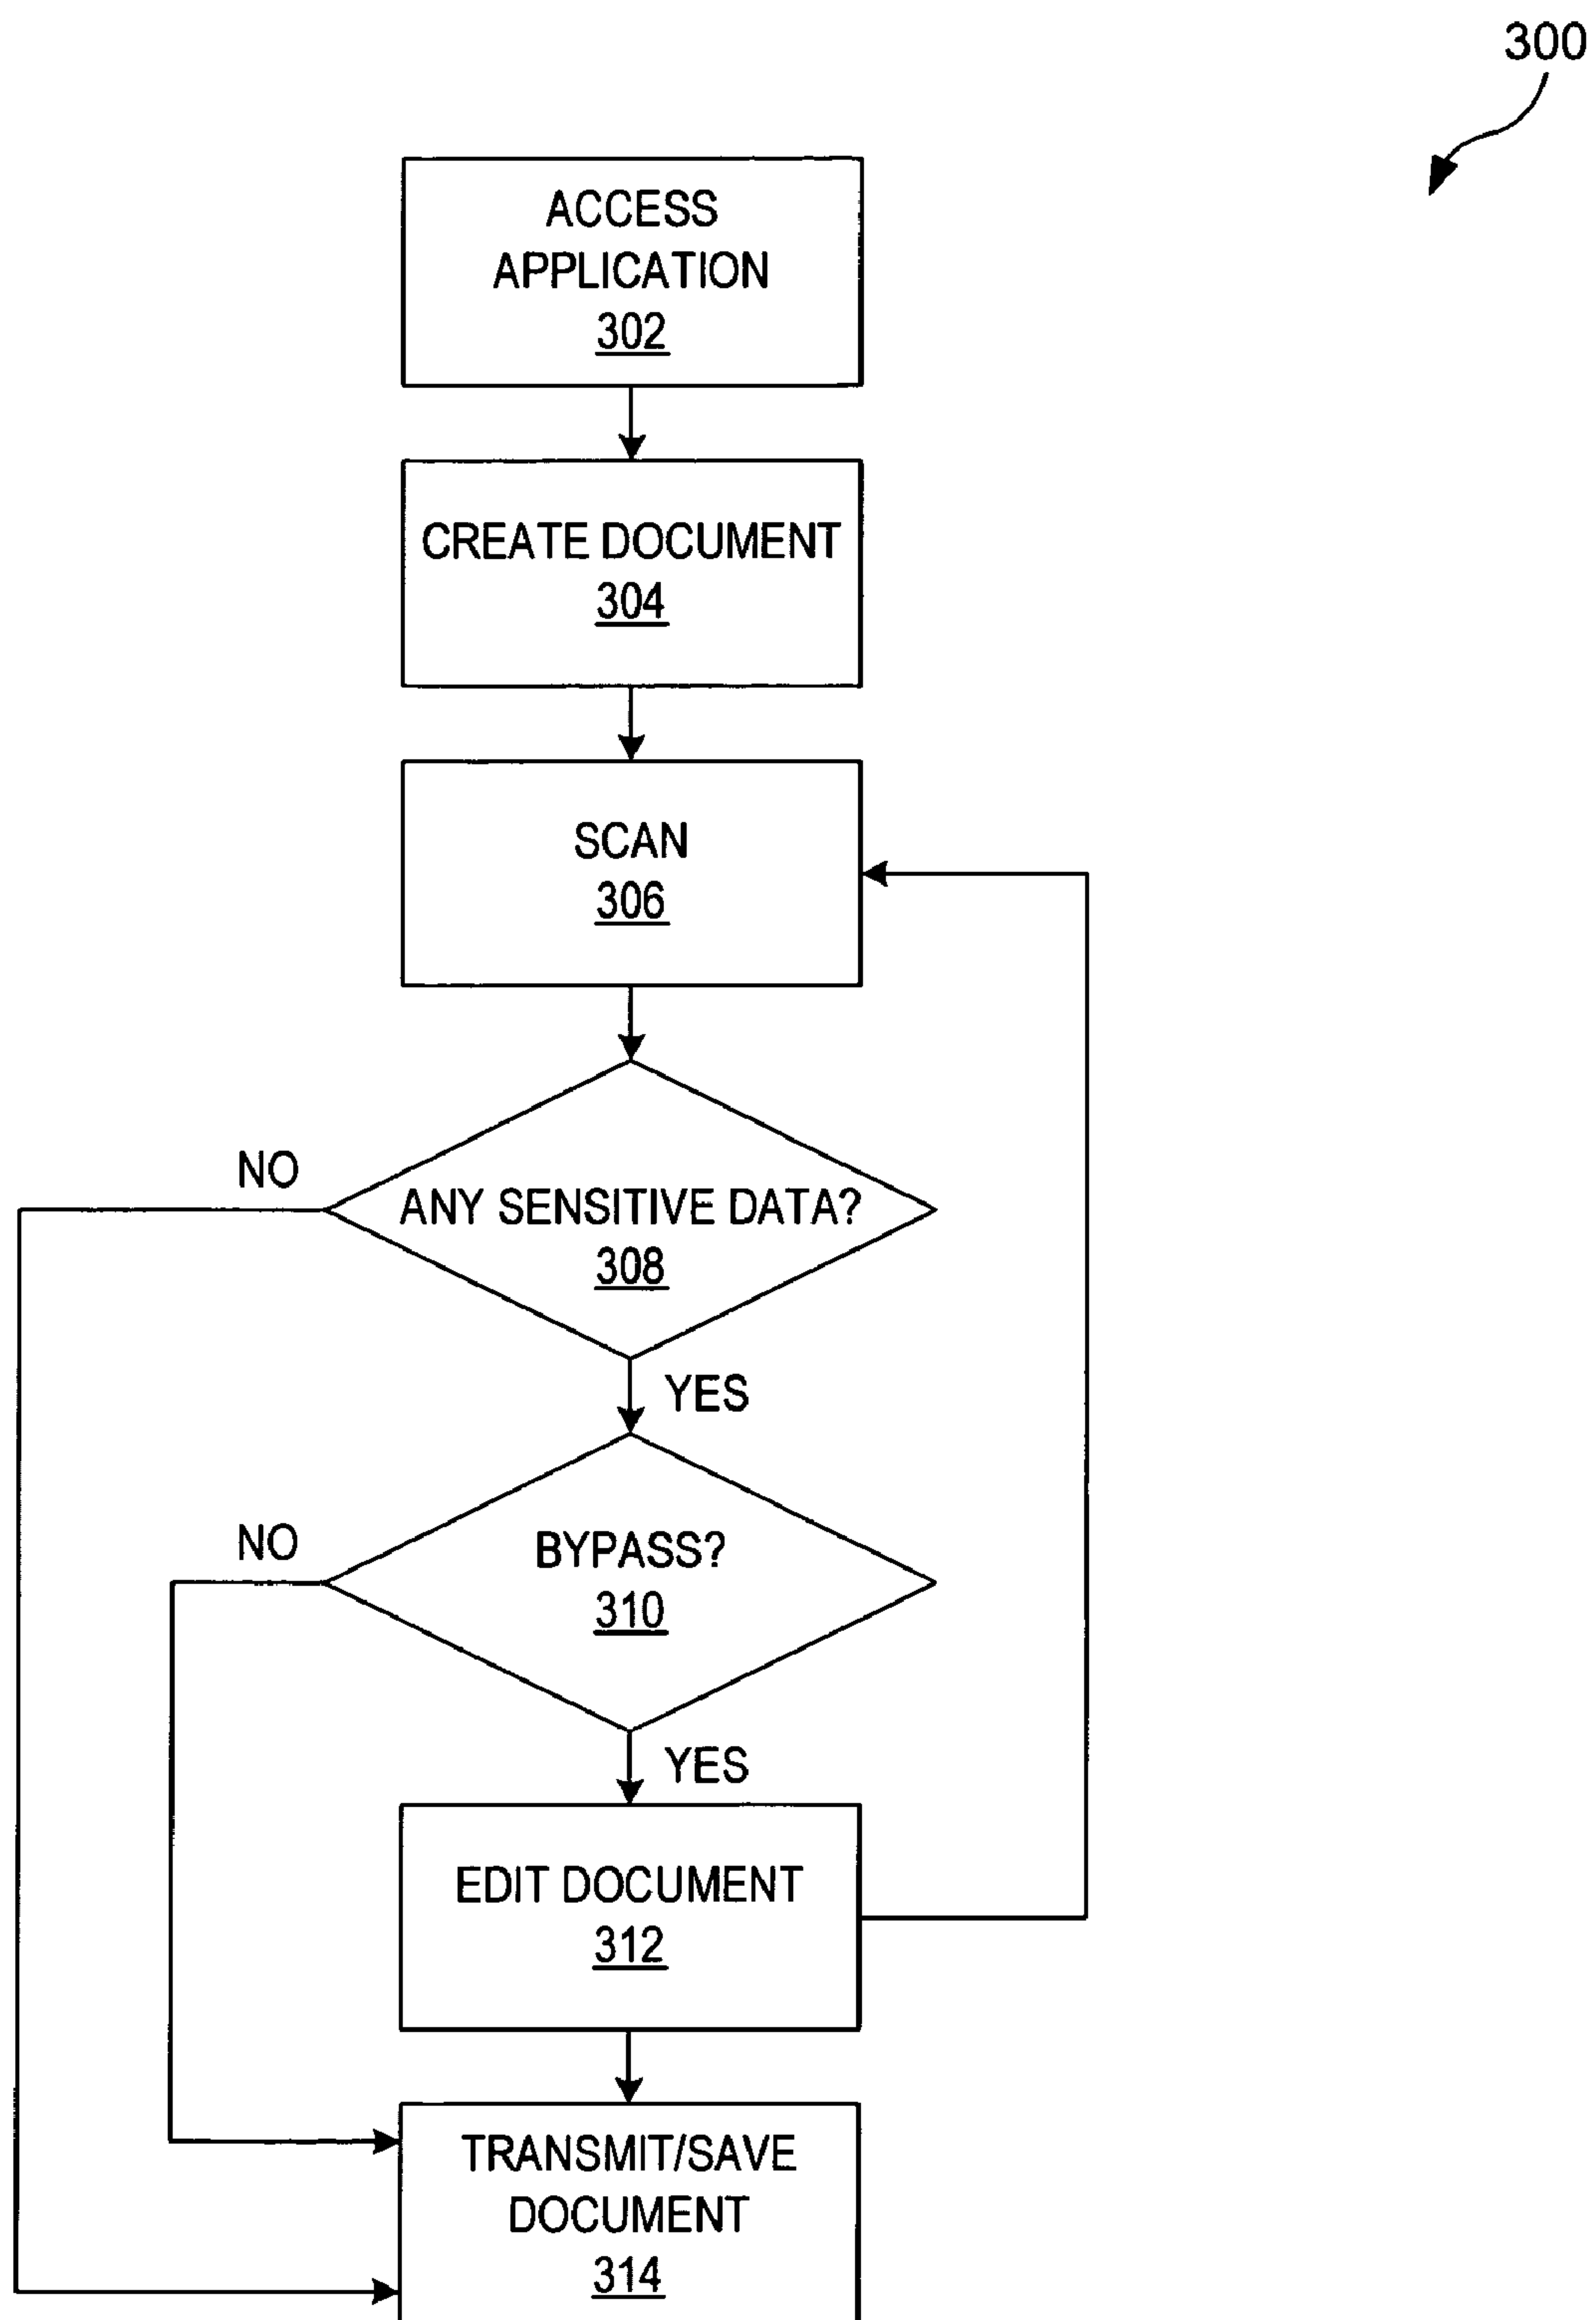 300
ACCESS
APPLICATION
302
CREATE DOCUMENT
304
SCAN
306
NO
ANY SENSITIVE DATA?
308
YES
NO
BYPASS?
310
YES
EDIT DOCUMENT
312
TRANSMIT/SAVE
DOCUMENT
314